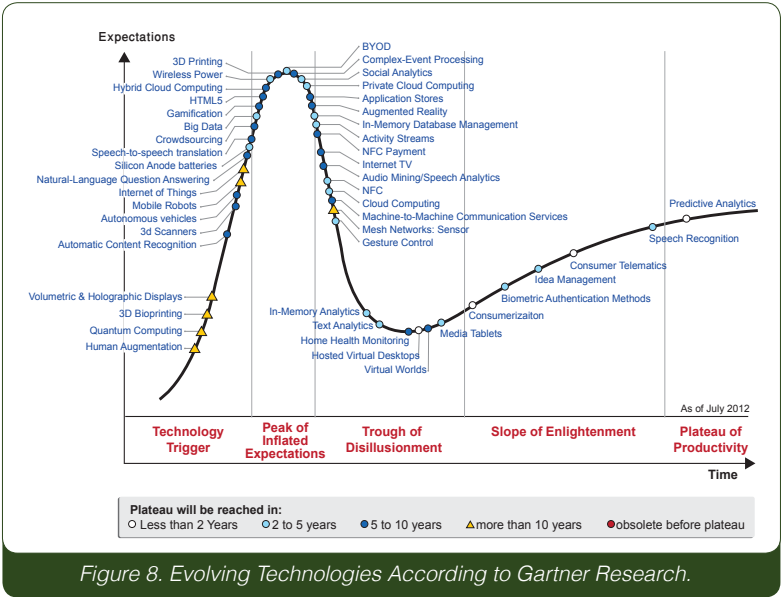 Expectations
3D Printing
Wireless Power
Hybrid Cloud Computing
HTML5
Gamification
Big Data
Crowdsourcing
Speech-to-speech translation
Silicon Anode batteries
Natural-Language Question Answering
Internet of Things
Mobile Robots
Autonomous vehicles
3d Scanners
Automatic Content Recognition
Volumetric & Holographic Displays
3D Bioprinting
Quantum Computing
Human Augmentation
BYOD
Complex-Event Processing
Social Analytics
Private Cloud Computing
Application Stores
Augmented Reality
In-Memory Database Management
Activity Streams
NFC Payment
Internet TV
Audio Mining/Speech Analytics
NFC
Cloud Computing
Machine-to-Machine Communication Services
Mesh Networks: Sensor
Gesture Control
In-Memory Analytics
Text Analytics
Home Health Monitoring
Hosted Virtual Desktops
Virtual Worlds
Media Tablets
Consumerizaiton
Biometric Authentication Methods
Idea Management
Consumer Telematics
Speech Recognition
Predictive Analytics
As of July 2012
Technology
Trigger
Peak of
Inflated
Expectations
Trough of
Disillusionment
Slope of Enlightenment
Plateau of
Productivity
Time
Plateau will be reached in:
Less than 2 Years 2 to 5 years 5 to 10 years more than 10 years obsolete before plateau
Figure 8. Evolving Technologies According to Gartner Research.